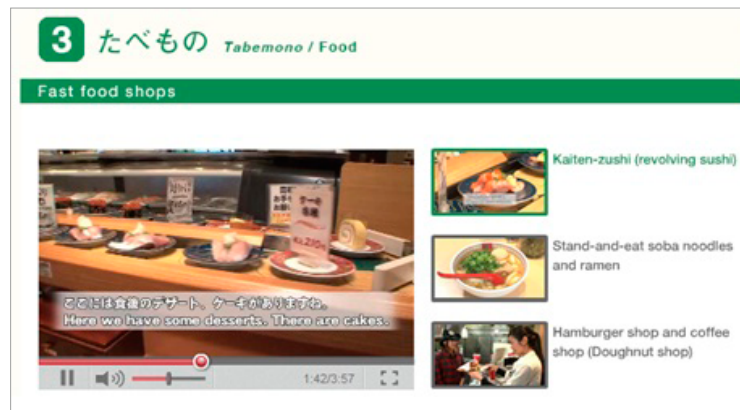 3 たべもの Tabemono / Food
Fast food shops
ケーキ
ここには食後のデザート、ケーキがありますね。
Here we have some desserts. There are cakes.
1:42/3:57
Kaiten-zushi (revolving sushi)
Stand-and-eat soba noodles
and ramen
Hamburger shop and coffee
shop (Doughnut shop)